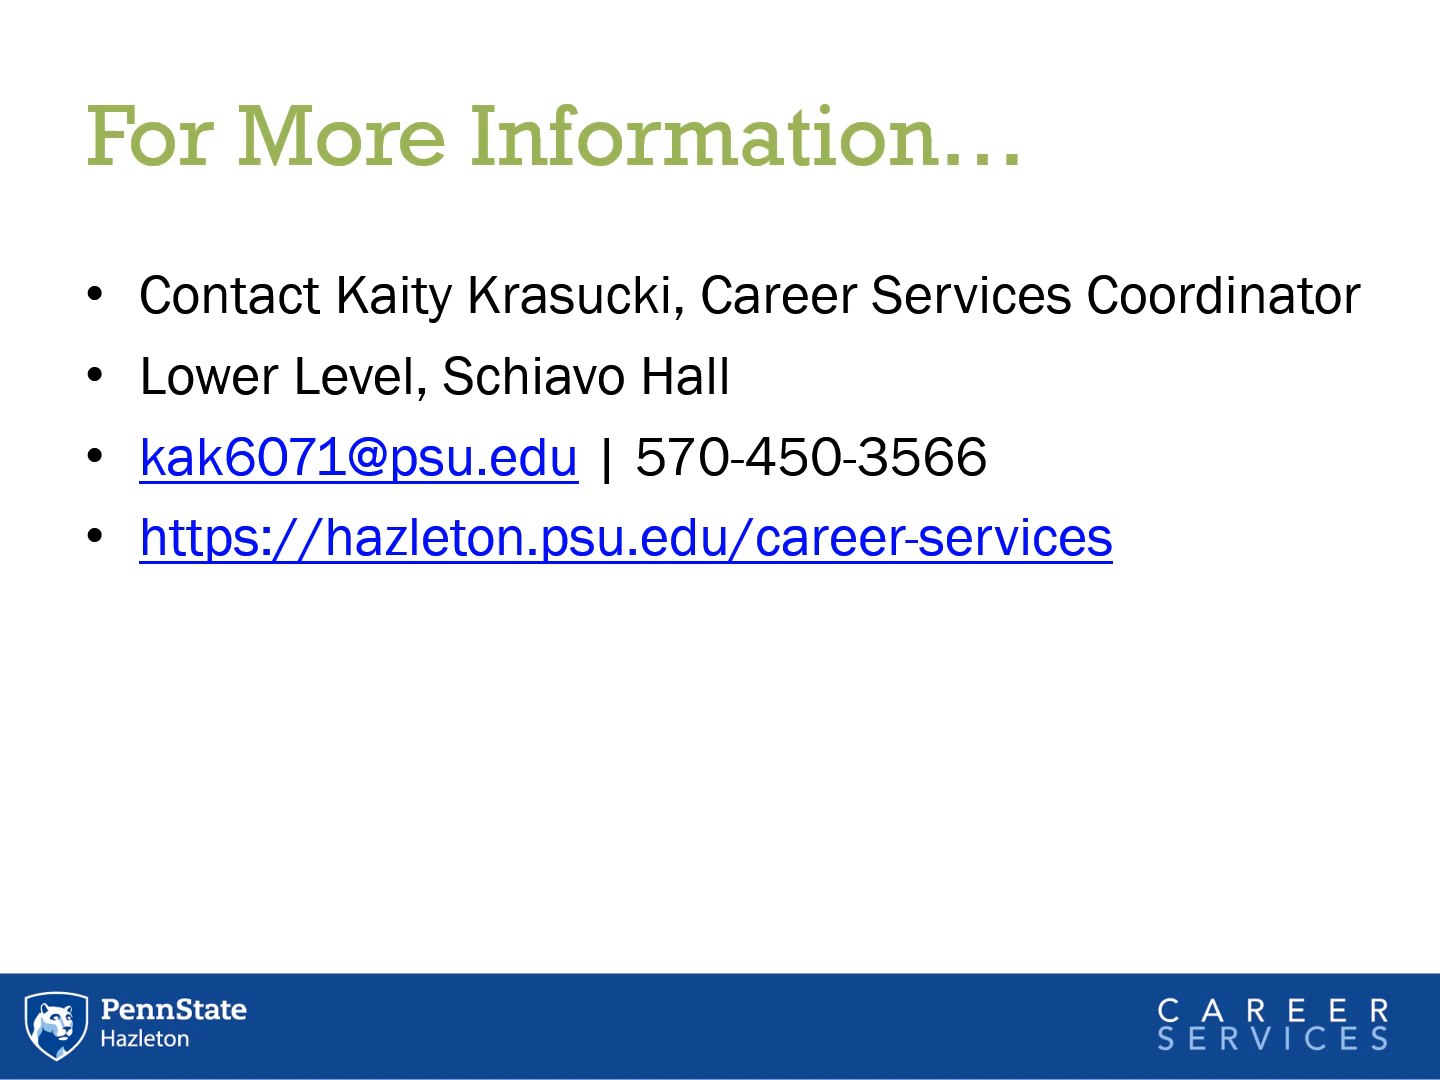 For More Information…
• Contact Kaity Krasucki, Career Services Coordinator
• Lower Level, Schiavo Hall
• kak6071@psu.edu | 570-450-3566
• https://hazleton.psu.edu/career-services
PennState
Hazleton
CAREER
SERVICES